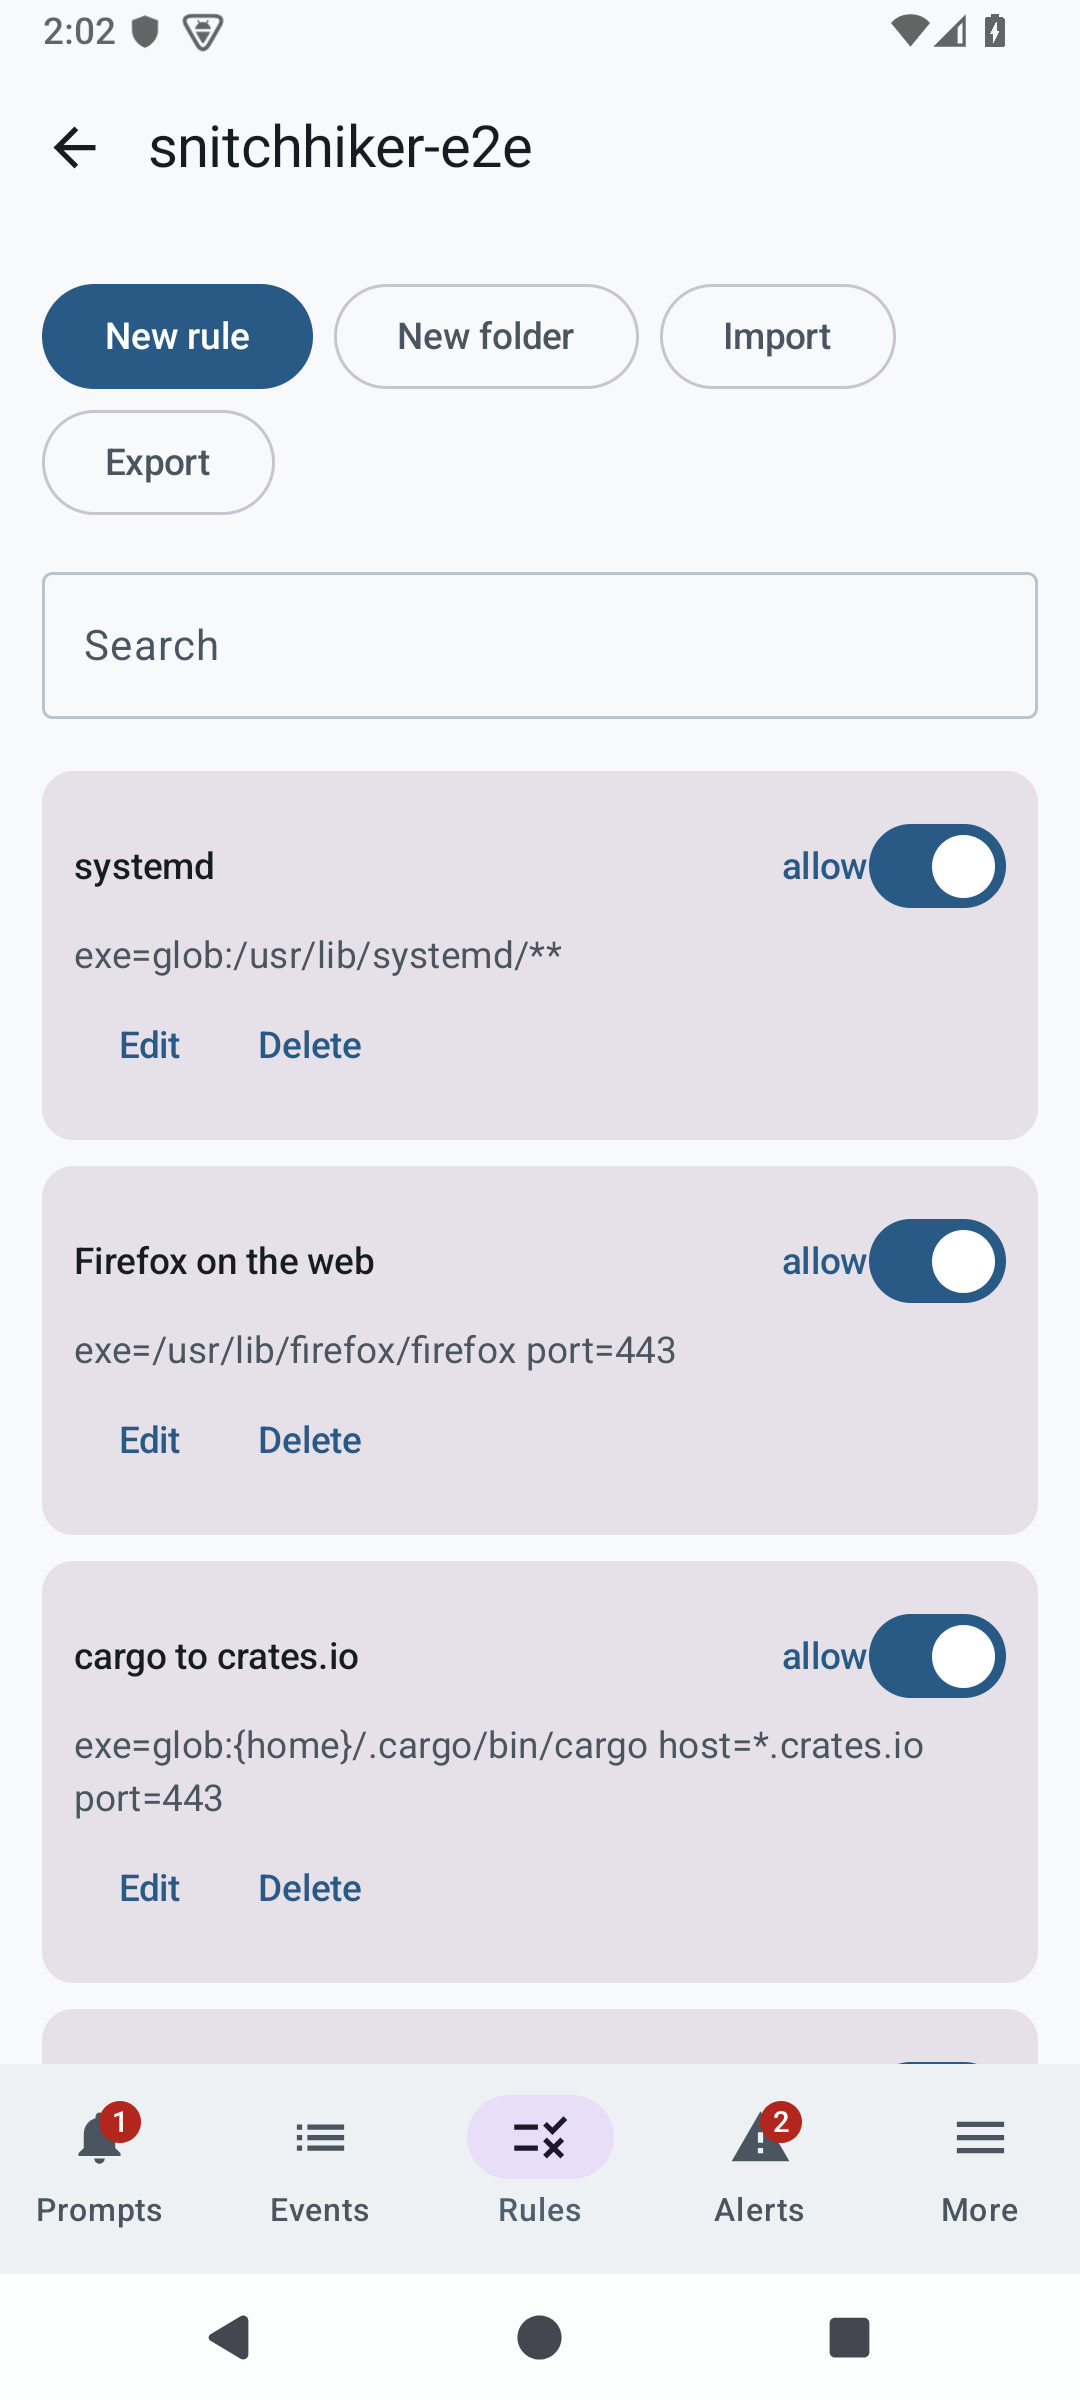 2:02
snitchhiker-e2e
New rule
New folder
Import
Export
Search
systemd
allow
exe=glob:/usr/lib/systemd/**
Edit
Delete
Firefox on the web
allow
exe=/usr/lib/firefox/firefox port=443
Edit
Delete
cargo to crates.io
allow
exe=glob:{home}/.cargo/bin/cargo host=*.crates.io
port=443
Edit
Delete
1
2
Prompts
Events
Rules
Alerts
More